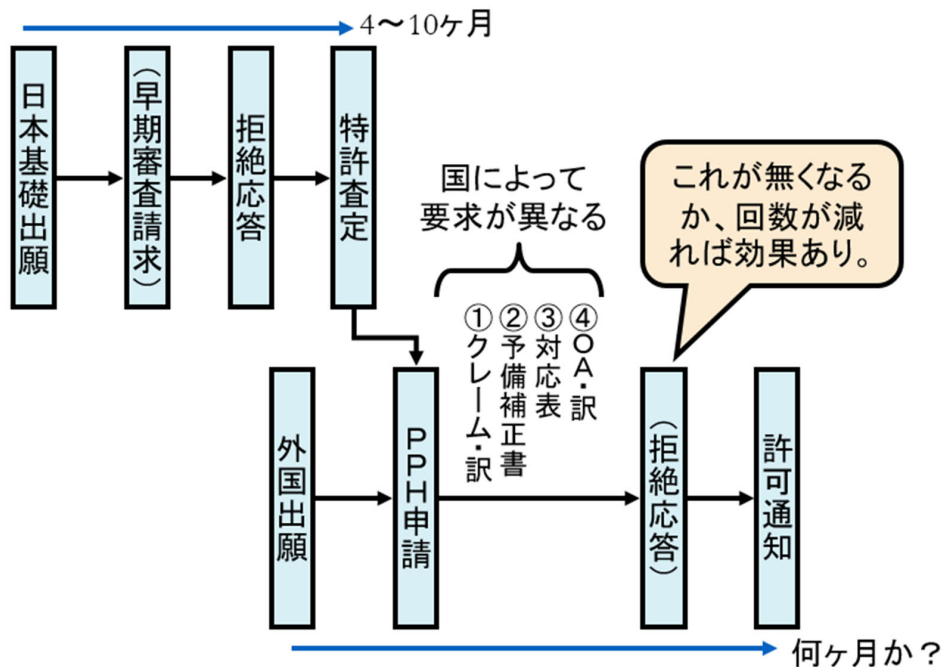 4～10ヶ月
日本基礎出願
（早期審査請求）
拒絶応答
特許査定
国によって
要求が異なる
これが無くなる
か、回数が減
れば効果あり。
①クレーム・訳
②予備補正書
③対応表
④OA・訳
外国出願
PPH申請
（拒絶応答）
許可通知
何ヶ月か？